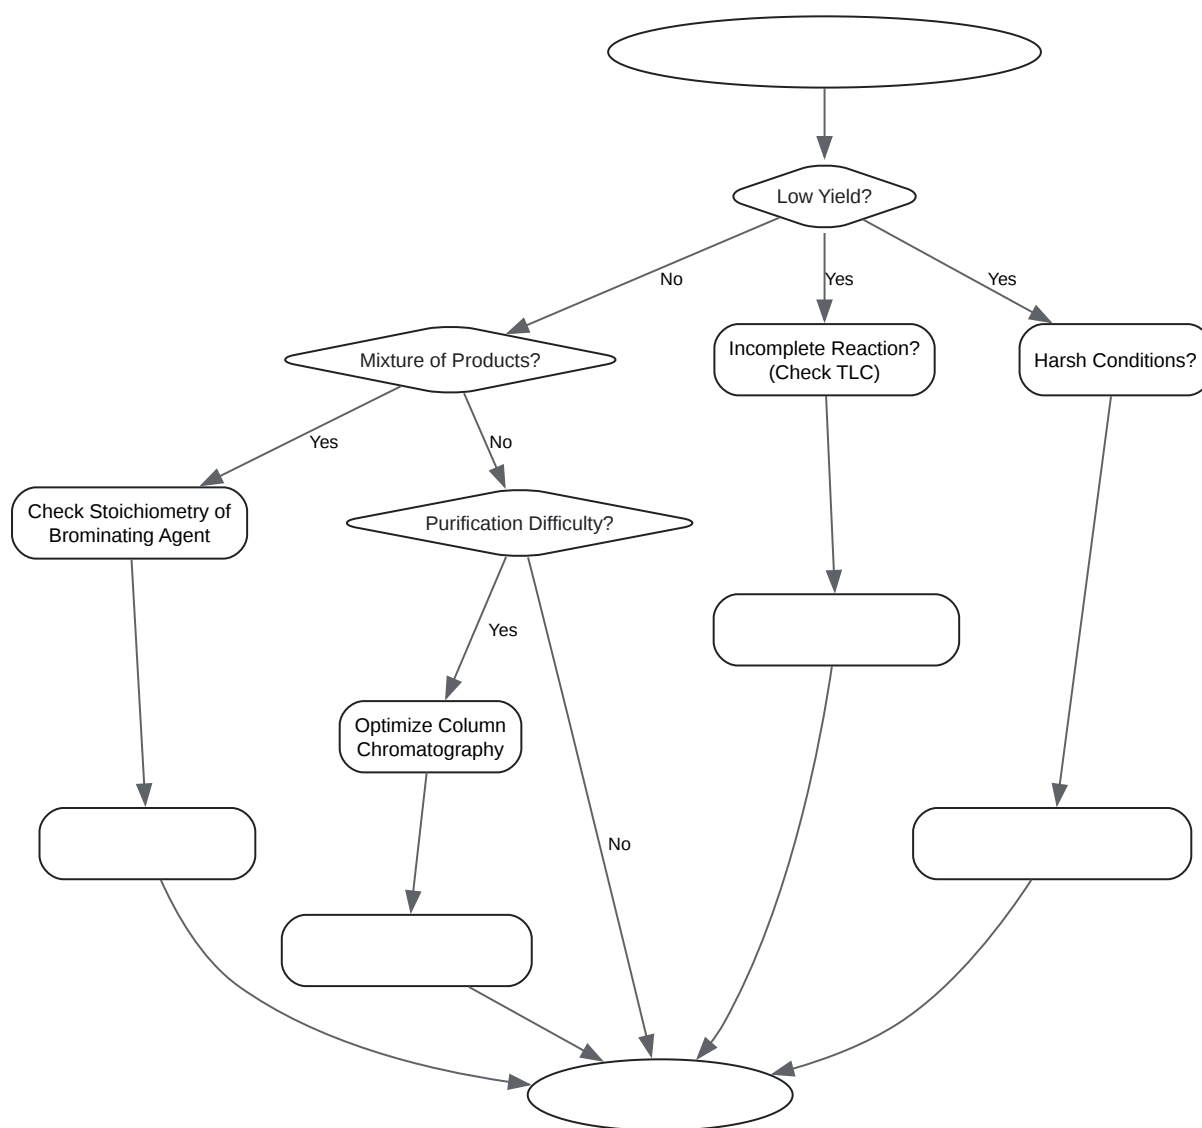 Low Yield?
No
Yes
Yes
Mixture of Products?
Incomplete Reaction?
(Check TLC)
Harsh Conditions?
Yes
No
Check Stoichiometry of
Brominating Agent
Purification Difficulty?
Yes
Optimize Column
Chromatography
No